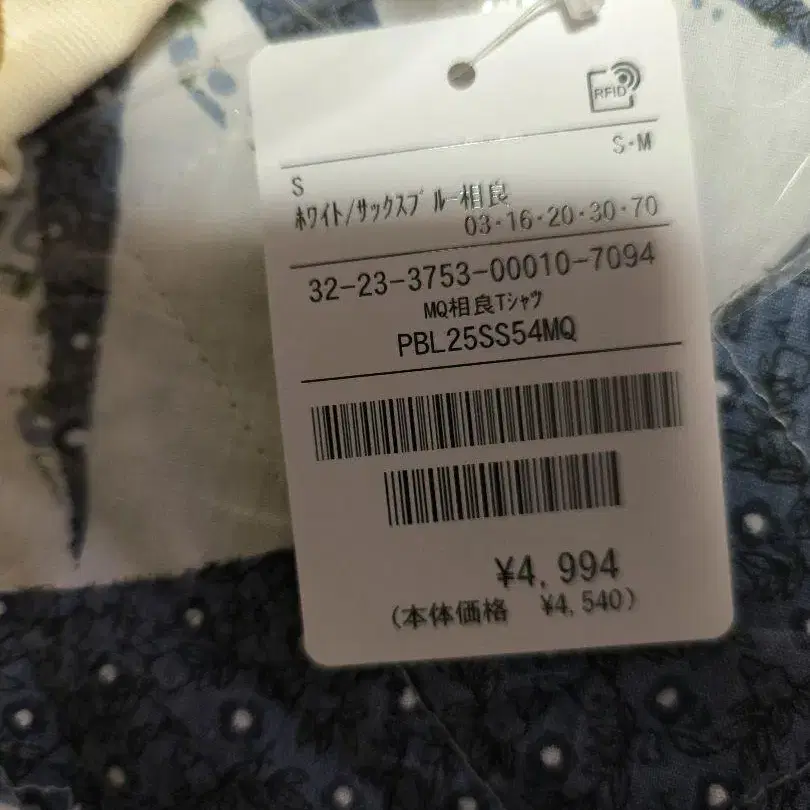 RFID
S·M
S
ホワイト/サックスブルー相良
03·16·20·30·70
32-23-3753-00010-7094
MQ相良Tシャツ
PBL25SS54MQ
¥4,994
(本体価格 ¥4,540)